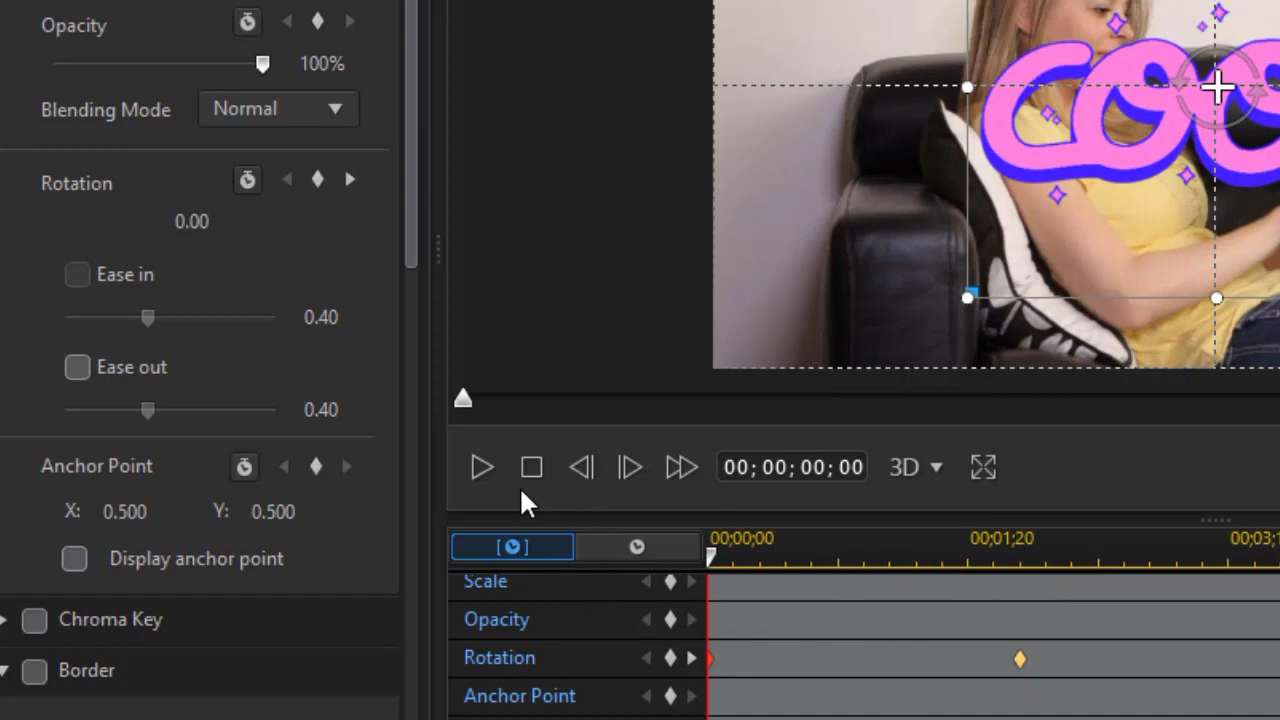 Opacity
100%
Blending Mode Normal
Rotation
0.00
Ease in
0.40
Ease out
0.40
Anchor Point
X: 0.500 Y: 0.500
Display anchor point
Chroma Key
Border
00;00;00;00 3D
00;00;00 00;01;20
Scale
Opacity
Rotation
Anchor Point